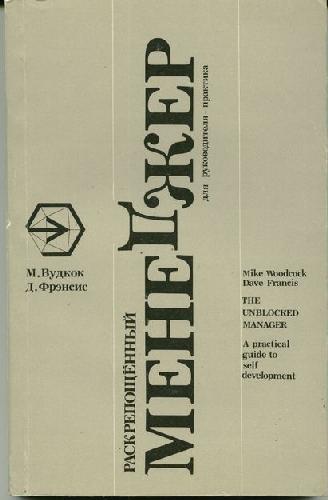 РАСКРЕПОЩЁННЫЙ
МЕНЕДЖЕР
для руководителя-практика
М. Вудкок
Д. Фрэнсис
Mike Woodcock
Dave Francis
THE
UNBLOCKED
MANAGER
A practical
guide to
self
development